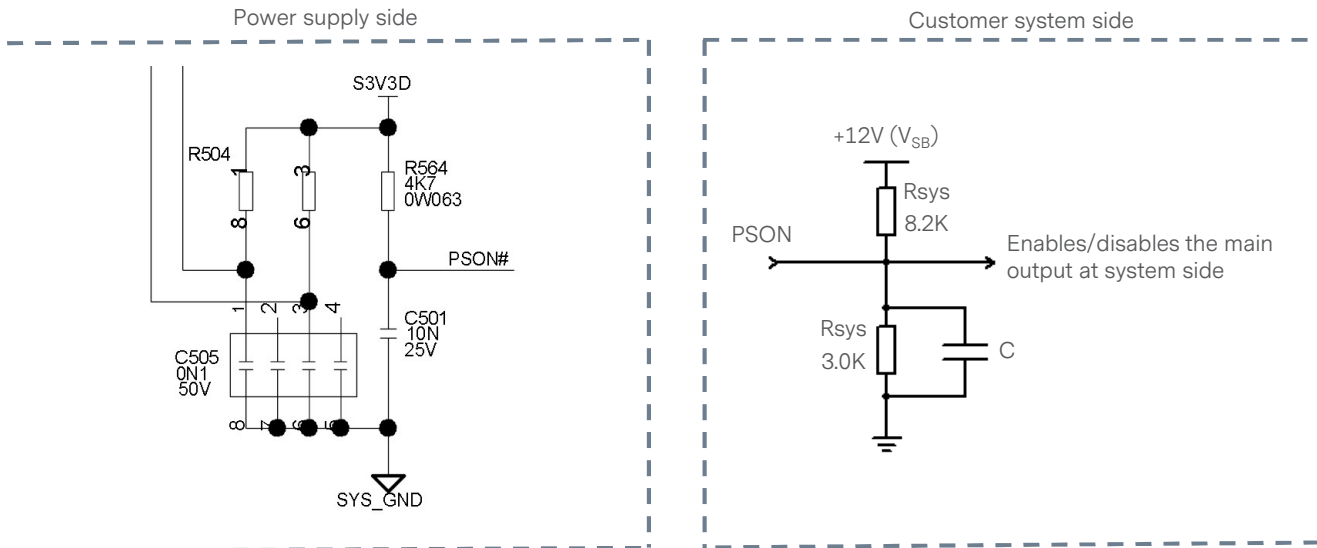 Power supply side
S3V3D
R504
1
3
8
6
R564
4K7
0W063
PSON#
1
2
3
4
C505
0N1
50V
8
7
6
5
C501
10N
25V
SYS_GND
Customer system side
+12V (VSB)
Rsys
8.2K
PSON
Enables/disables the main
output at system side
Rsys
3.0K
C